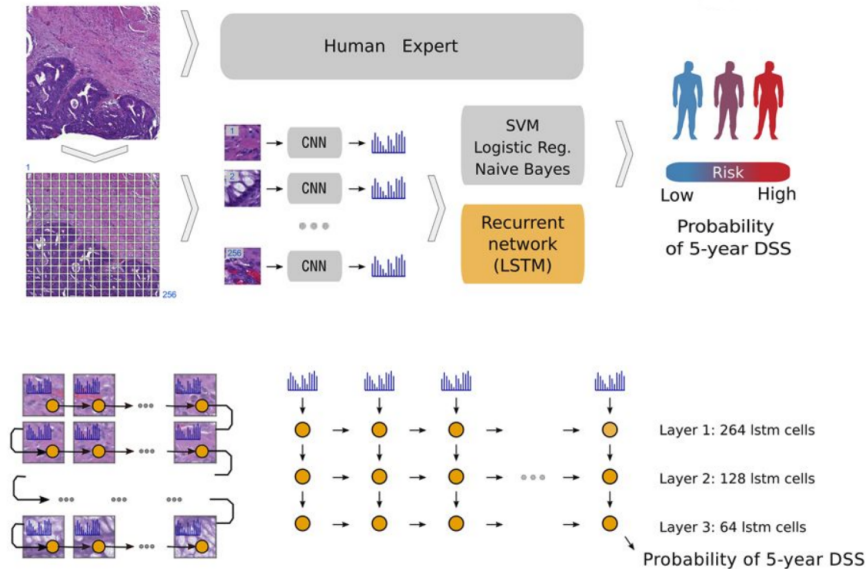 Human Expert
1
1
CNN
2
CNN
256
CNN
256
SVM
Logistic Reg.
Naive Bayes
Recurrent
network
(LSTM)
Risk
Low High
Probability
of 5-year DSS
Layer 1: 264 lstm cells
Layer 2: 128 lstm cells
Layer 3: 64 lstm cells
Probability of 5-year DSS